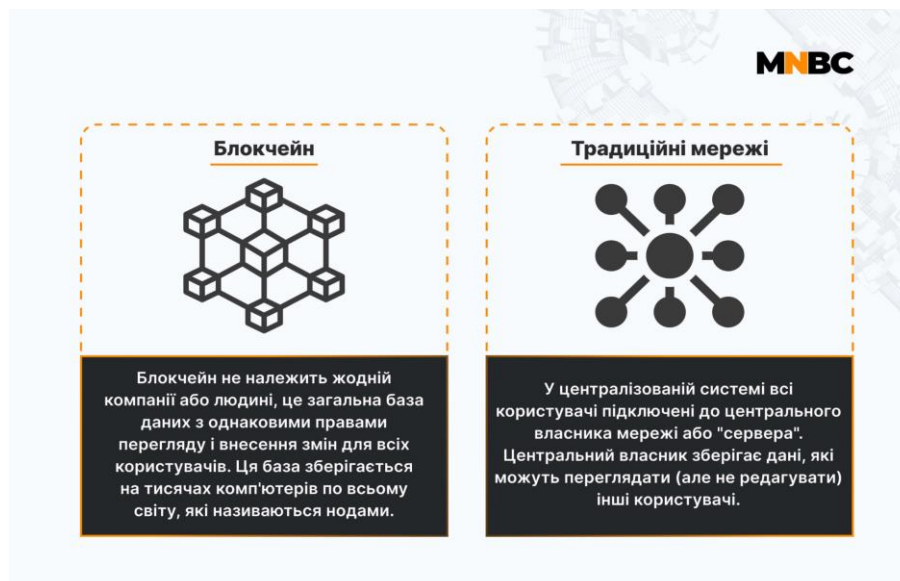 MNBC
Блокчейн
Блокчейн не належить жодній
компанії або людині, це загальна база
даних з однаковими правами
перегляду і внесення змін для всіх
користувачів. Ця база зберігається
на тисячах комп'ютерів по всьому
світу, які називаються нодами.
Традиційні мережі
У централізованій системі всі
користувачі підключені до центрального
власника мережі або "сервера".
Центральний власник зберігає дані, які
можуть переглядати (але не редагувати)
інші користувачі.